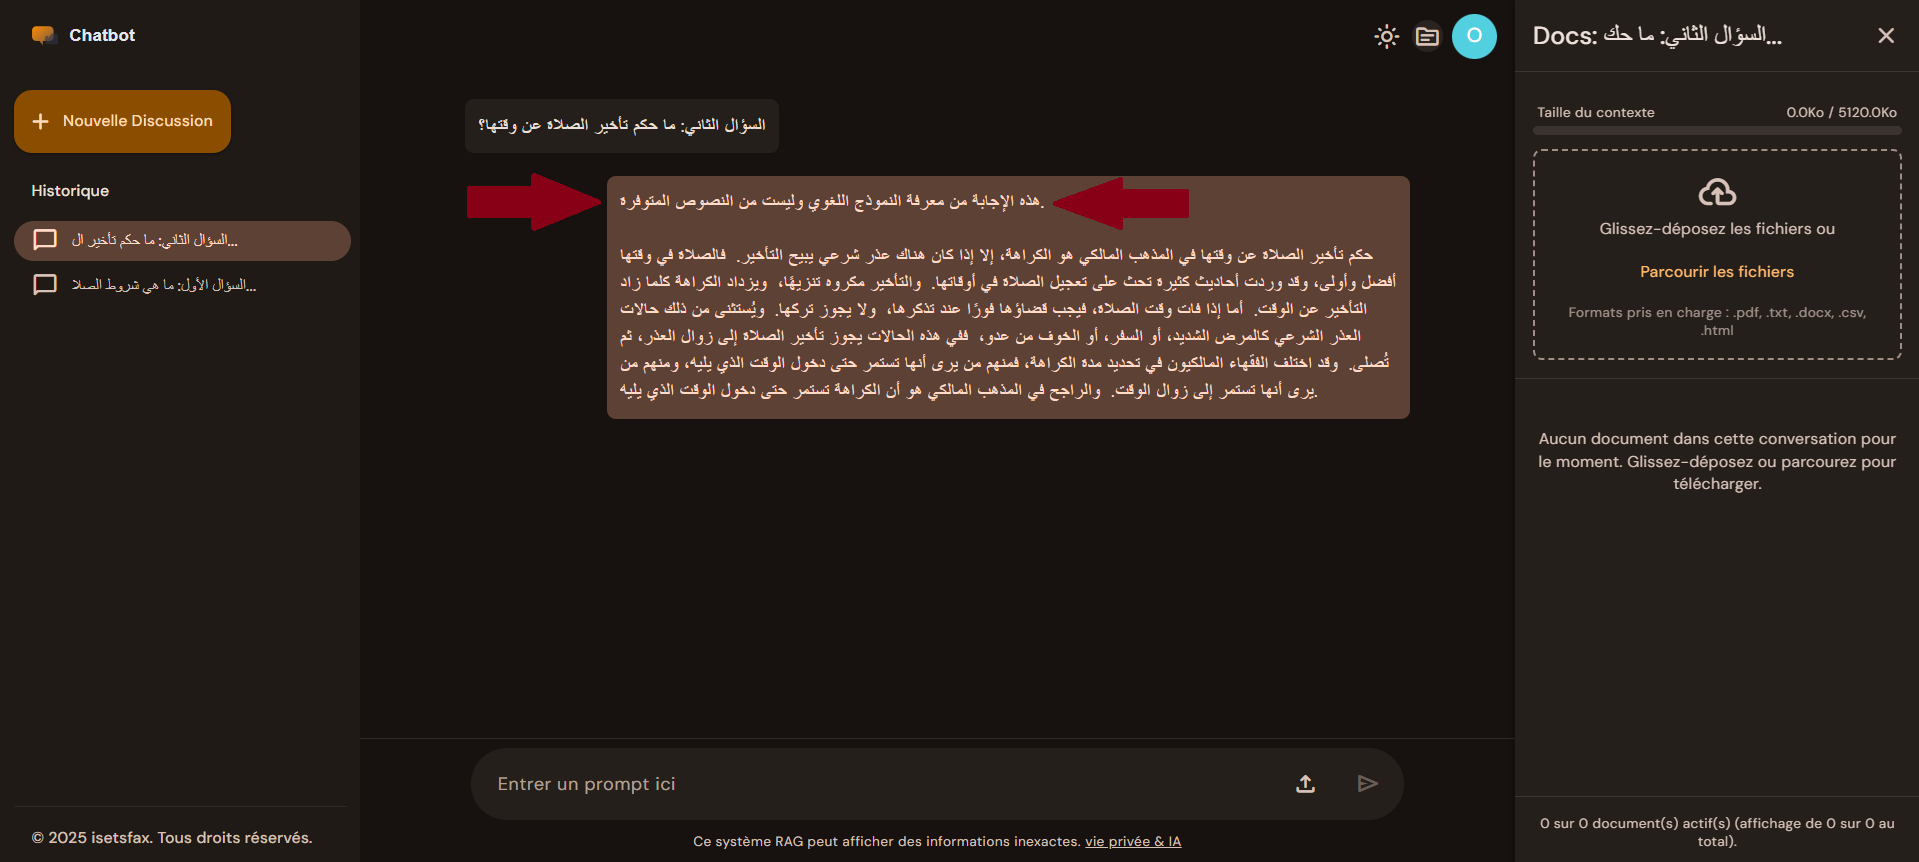 Chatbot
Nouvelle Discussion
Historique
السؤال الثاني: ما حكم تأخير ال...
السؤال الأول: ما هي شروط الصلا...
© 2025 isetsfax. Tous droits réservés.
O
السؤال الثاني: ما حكم تأخير الصلاة عن وقتها؟
هذه الإجابة من معرفة النموذج اللغوي وليست من النصوص المتوفرة.
حكم تأخير الصلاة عن وقتها في المذهب المالكي هو الكراهة، إلا إذا كان هناك عذر شرعي يبيح التأخير. فالصلاة في وقتها
أفضل وأولى، وقد وردت أحاديث كثيرة تحث على تعجيل الصلاة في أوقاتها. والتأخير مكروه تنزيهًا، ويزداد الكراهة كلما زاد
التأخير عن الوقت. أما إذا فات وقت الصلاة، فيجب قضاؤها فورًا عند تذكرها، ولا يجوز تركها. ويُستثنى من ذلك حالات
العذر الشرعي كالمرض الشديد، أو السفر، أو الخوف من عدو، ففي هذه الحالات يجوز تأخير الصلاة إلى زوال العذر، ثم
تُصلى. وقد اختلف الفقهاء المالكيون في تحديد مدة الكراهة، فمنهم من يرى أنها تستمر حتى دخول الوقت الذي يليه، ومنهم من
يرى أنها تستمر إلى زوال الوقت. والراجح في المذهب المالكي هو أن الكراهة تستمر حتى دخول الوقت الذي يليه.
Entrer un prompt ici
Ce système RAG peut afficher des informations inexactes. vie privée & IA
Docs: السؤال الثاني: ما حك...
Taille du contexte 0.0Ko / 5120.0Ko
Glissez-déposez les fichiers ou
Parcourir les fichiers
Formats pris en charge : .pdf, .txt, .docx, .csv,
.html
Aucun document dans cette conversation pour
le moment. Glissez-déposez ou parcourez pour
télécharger.
0 sur 0 document(s) actif(s) (affichage de 0 sur 0 au
total).